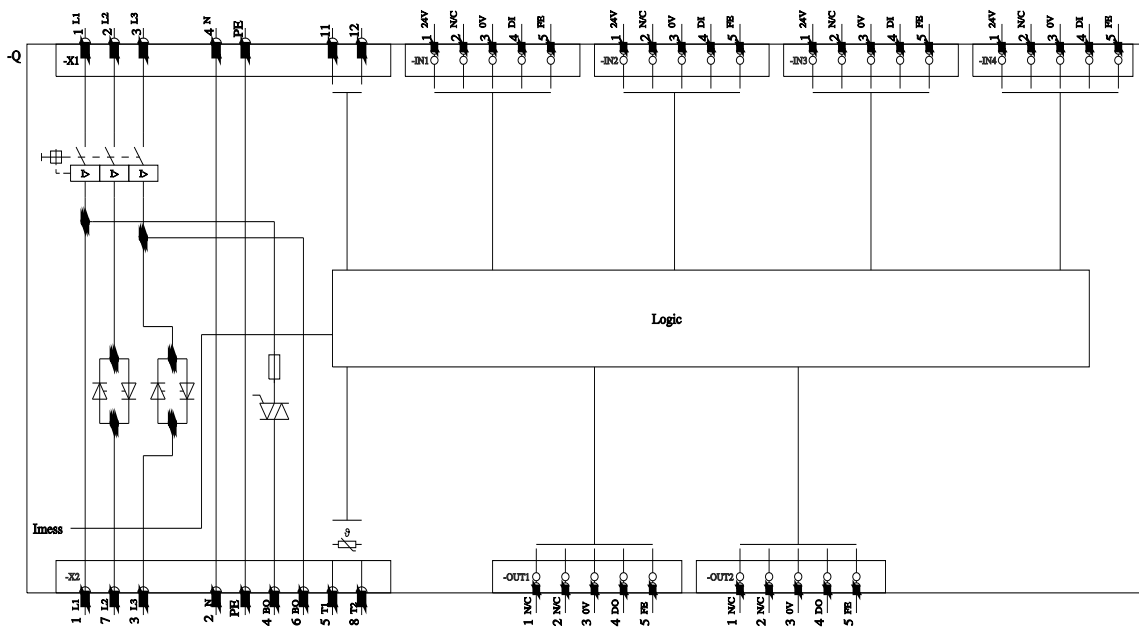 -Q
1 L1
2 L2
3 L3
4 N
PE
11
12
-X1
1 24V
2 N/C
3 0V
4 DI
5 FE
-IN1
1 24V
2 N/C
3 0V
4 DI
5 FE
-IN2
1 24V
2 N/C
3 0V
4 DI
5 FE
-IN3
1 24V
2 N/C
3 0V
4 DI
5 FE
-IN4
Logic
Imess
ϑ
-X2
1 L1
7 L2
3 L3
2 N
PE
4 BO
6 BO
5 T1
8 T2
-OUT1
1 N/C
2 N/C
3 0V
4 DO
5 FE
-OUT2
1 N/C
2 N/C
3 0V
4 DO
5 FE